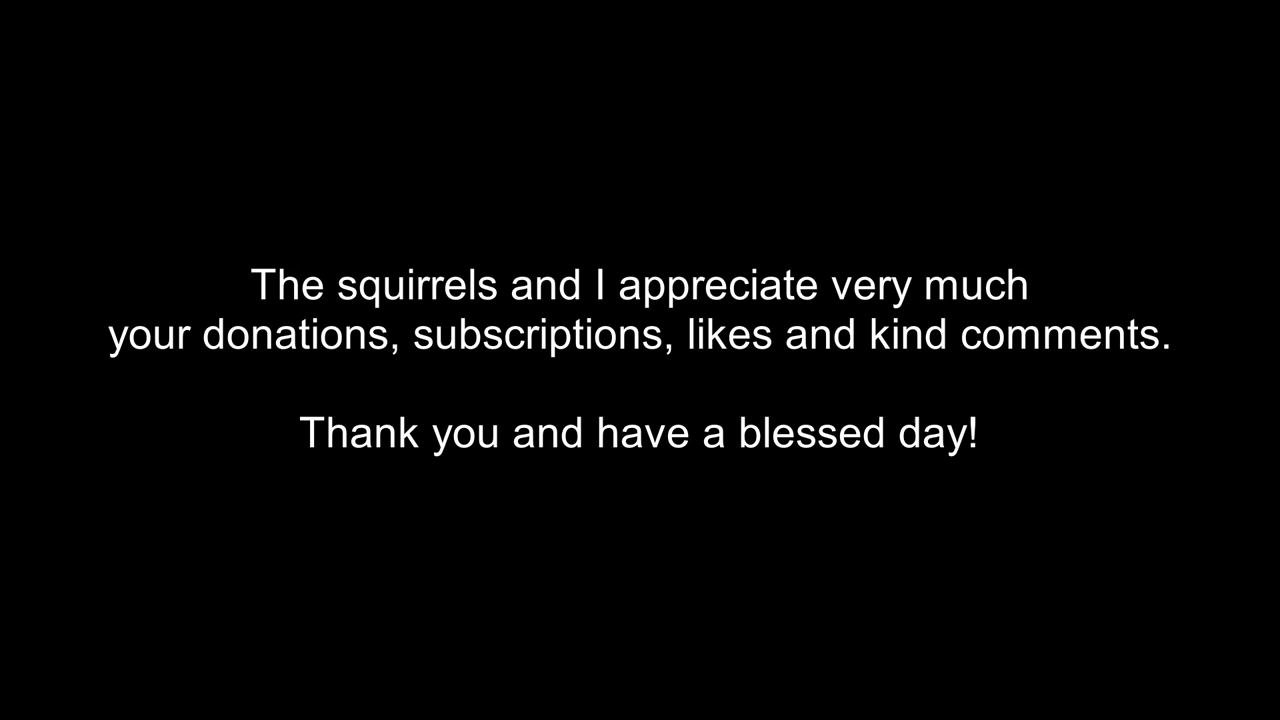 The squirrels and I appreciate very much
your donations, subscriptions, likes and kind comments.
Thank you and have a blessed day!